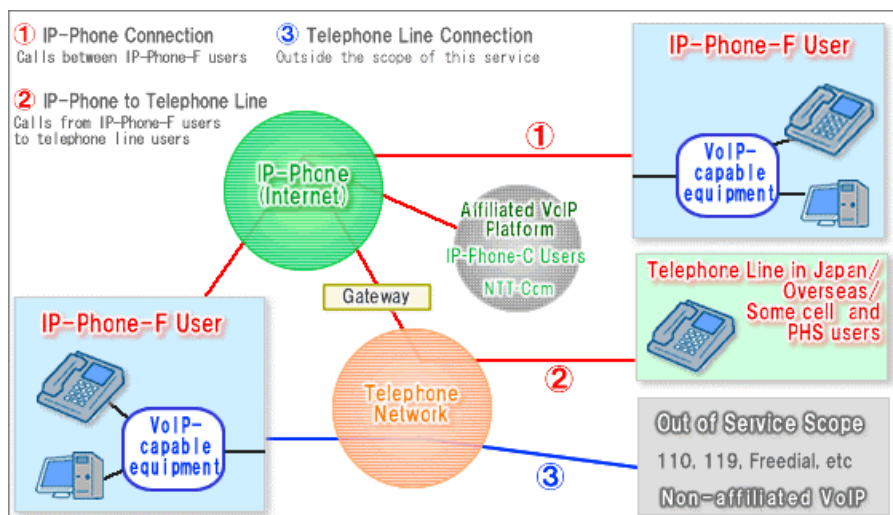 ① IP-Phone Connection
Calls between IP-Phone-F users
② IP-Phone to Telephone Line
Calls from IP-Phone-F users
to telephone line users
③ Telephone Line Connection
Outside the scope of this service
IP-Phone-F User
VoIP-
capable
equipment
①
IP-Phone
(Internet)
Affiliated VoIP
Platform
IP-Phone-C Users
NTT-Com
Gateway
Telephone Line in Japan/
Overseas/
Some cell and
PHS users
IP-Phone-F User
VoIP-
capable
equipment
Telephone
Network
②
③
Out of Service Scope
110, 119, Freedial, etc
Non-affiliated VoIP